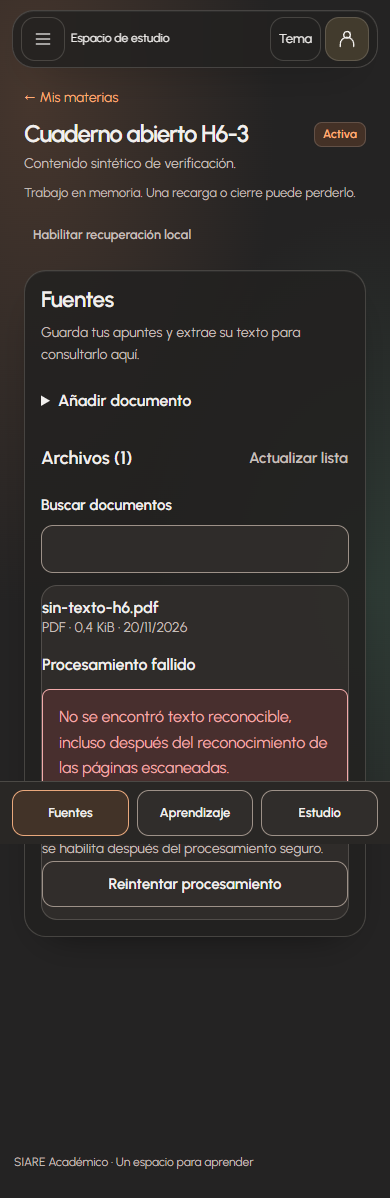 Espacio de estudio
Tema
← Mis materias
Cuaderno abierto H6-3
Activa
Contenido sintético de verificación.
Trabajo en memoria. Una recarga o cierre puede perderlo.
Habilitar recuperación local
Fuentes
Guarda tus apuntes y extrae su texto para
consultarlo aquí.
Añadir documento
Archivos (1)
Actualizar lista
Buscar documentos
sin-texto-h6.pdf
PDF · 0,4 KiB · 20/11/2026
Procesamiento fallido
No se encontró texto reconocible,
incluso después del reconocimiento de
las páginas escaneadas.
Fuentes
Aprendizaje
Estudio
se habilita después del procesamiento seguro.
Reintentar procesamiento
SIARE Académico · Un espacio para aprender